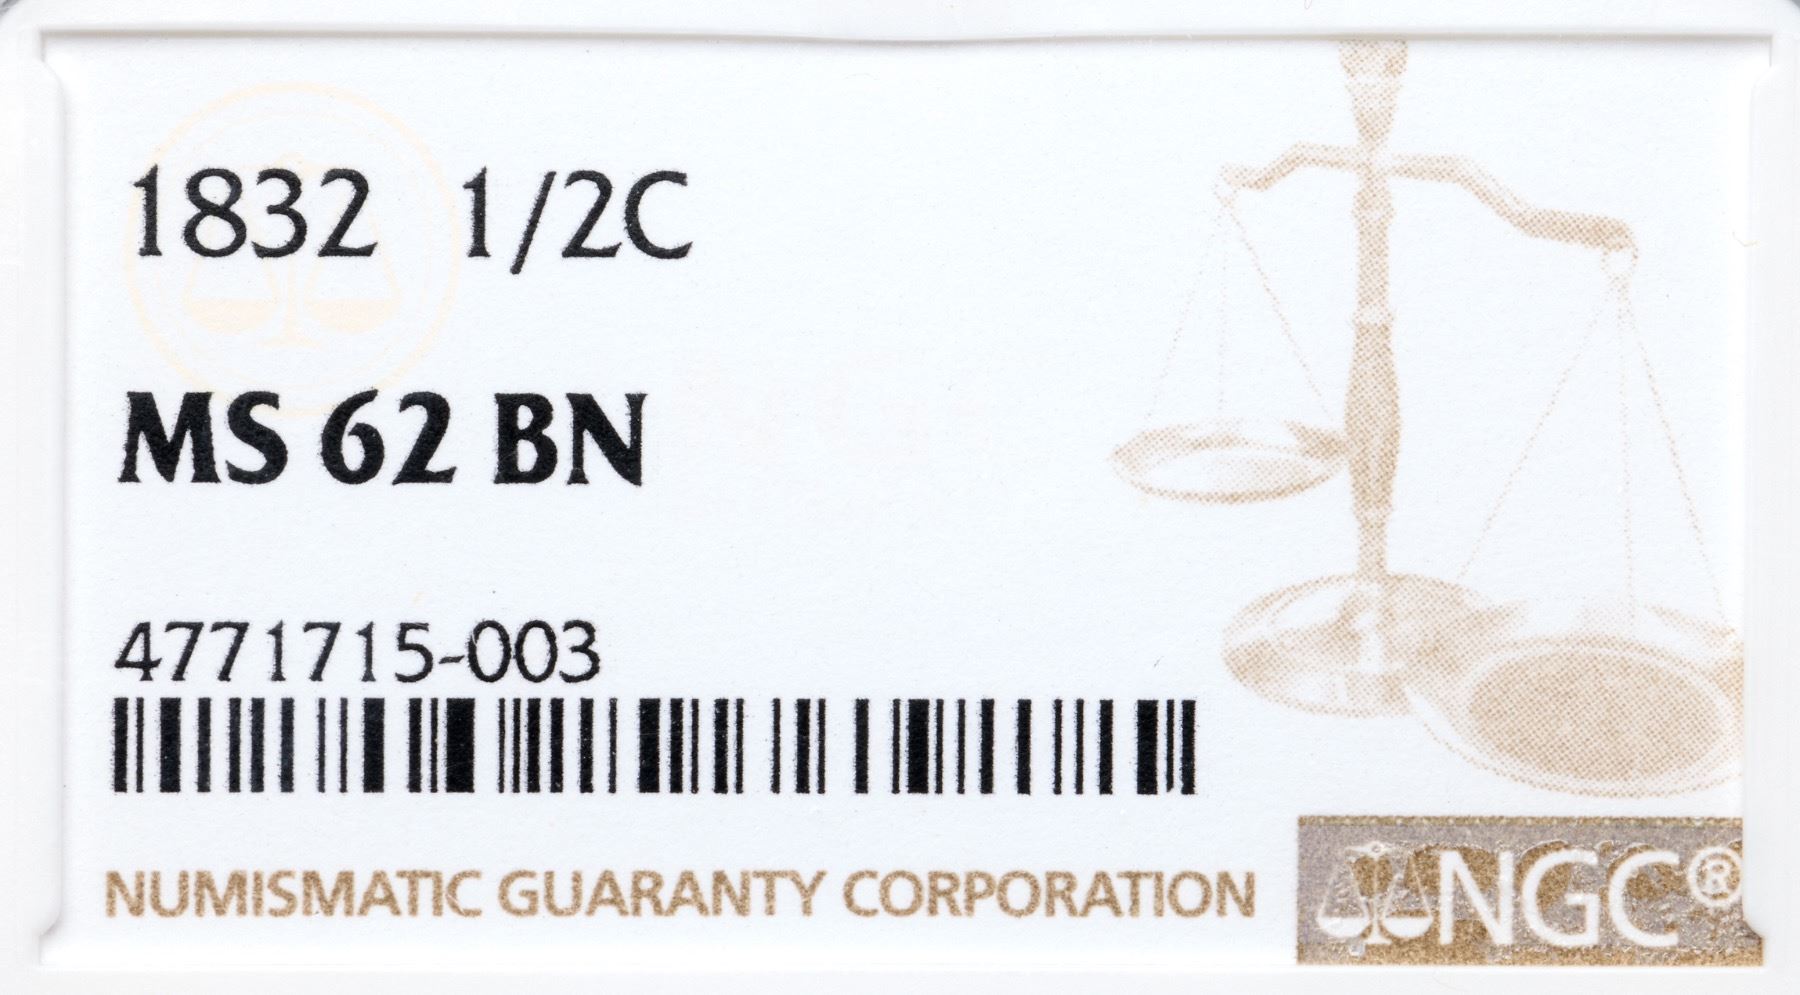 1832 1/2C
MS 62 BN
4771715-003
NUMISMATIC GUARANTY CORPORATION
NGC®